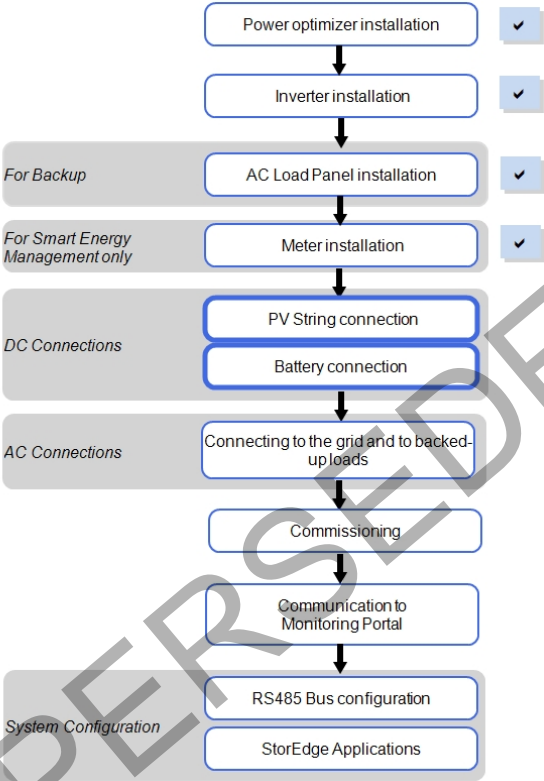 Power optimizer installation
Inverter installation
For Backup
AC Load Panel installation
For Smart Energy
Management only
Meter installation
DC Connections
PV String connection
Battery connection
AC Connections
Connecting to the grid and to backed-
up loads
Commissioning
Communication to
Monitoring Portal
System Configuration
RS485 Bus configuration
StorEdge Applications
PERSEDE